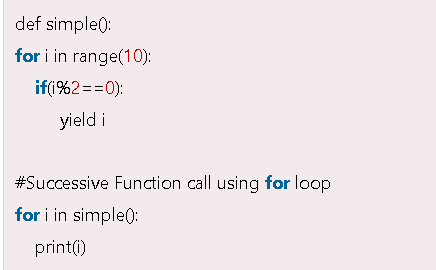 def simple():
for i in range(10):
if(i%2==0):
yield i
#Successive Function call using for loop
for i in simple():
print(i)